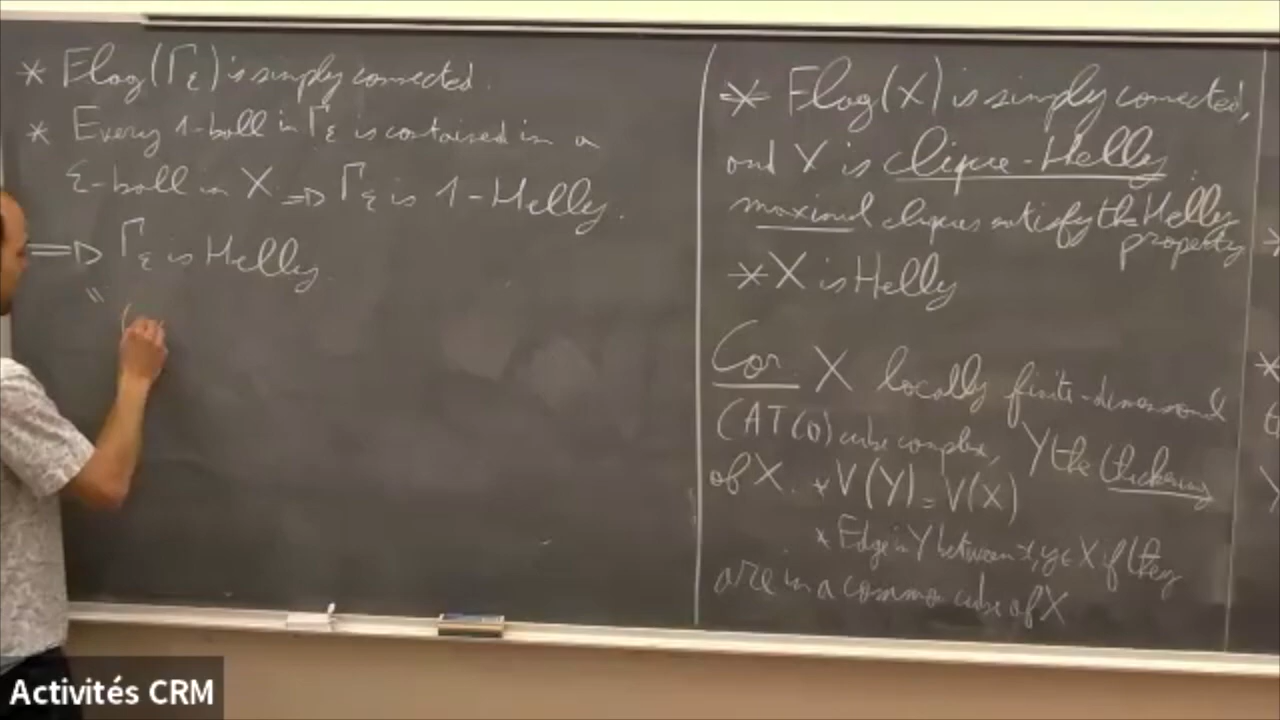 * Flag(Γ_ε) is simply connected.
* Every 1-ball in Γ_ε is contained in a
ε-ball in X ⇒ Γ_ε is 1-Helly.
⇒ Γ_ε is Helly.
"
* Flag(X) is simply connected,
and X is clique-Helly:
maximal cliques satisfy the Helly
property
* X is Helly
Cor. X locally finite-dimensional
CAT(0) cube complex, Y the thickening
of X. * V(Y) = V(X)
* Edge in Y between x, y ∈ X if they
are in a common cube of X
Activités CRM